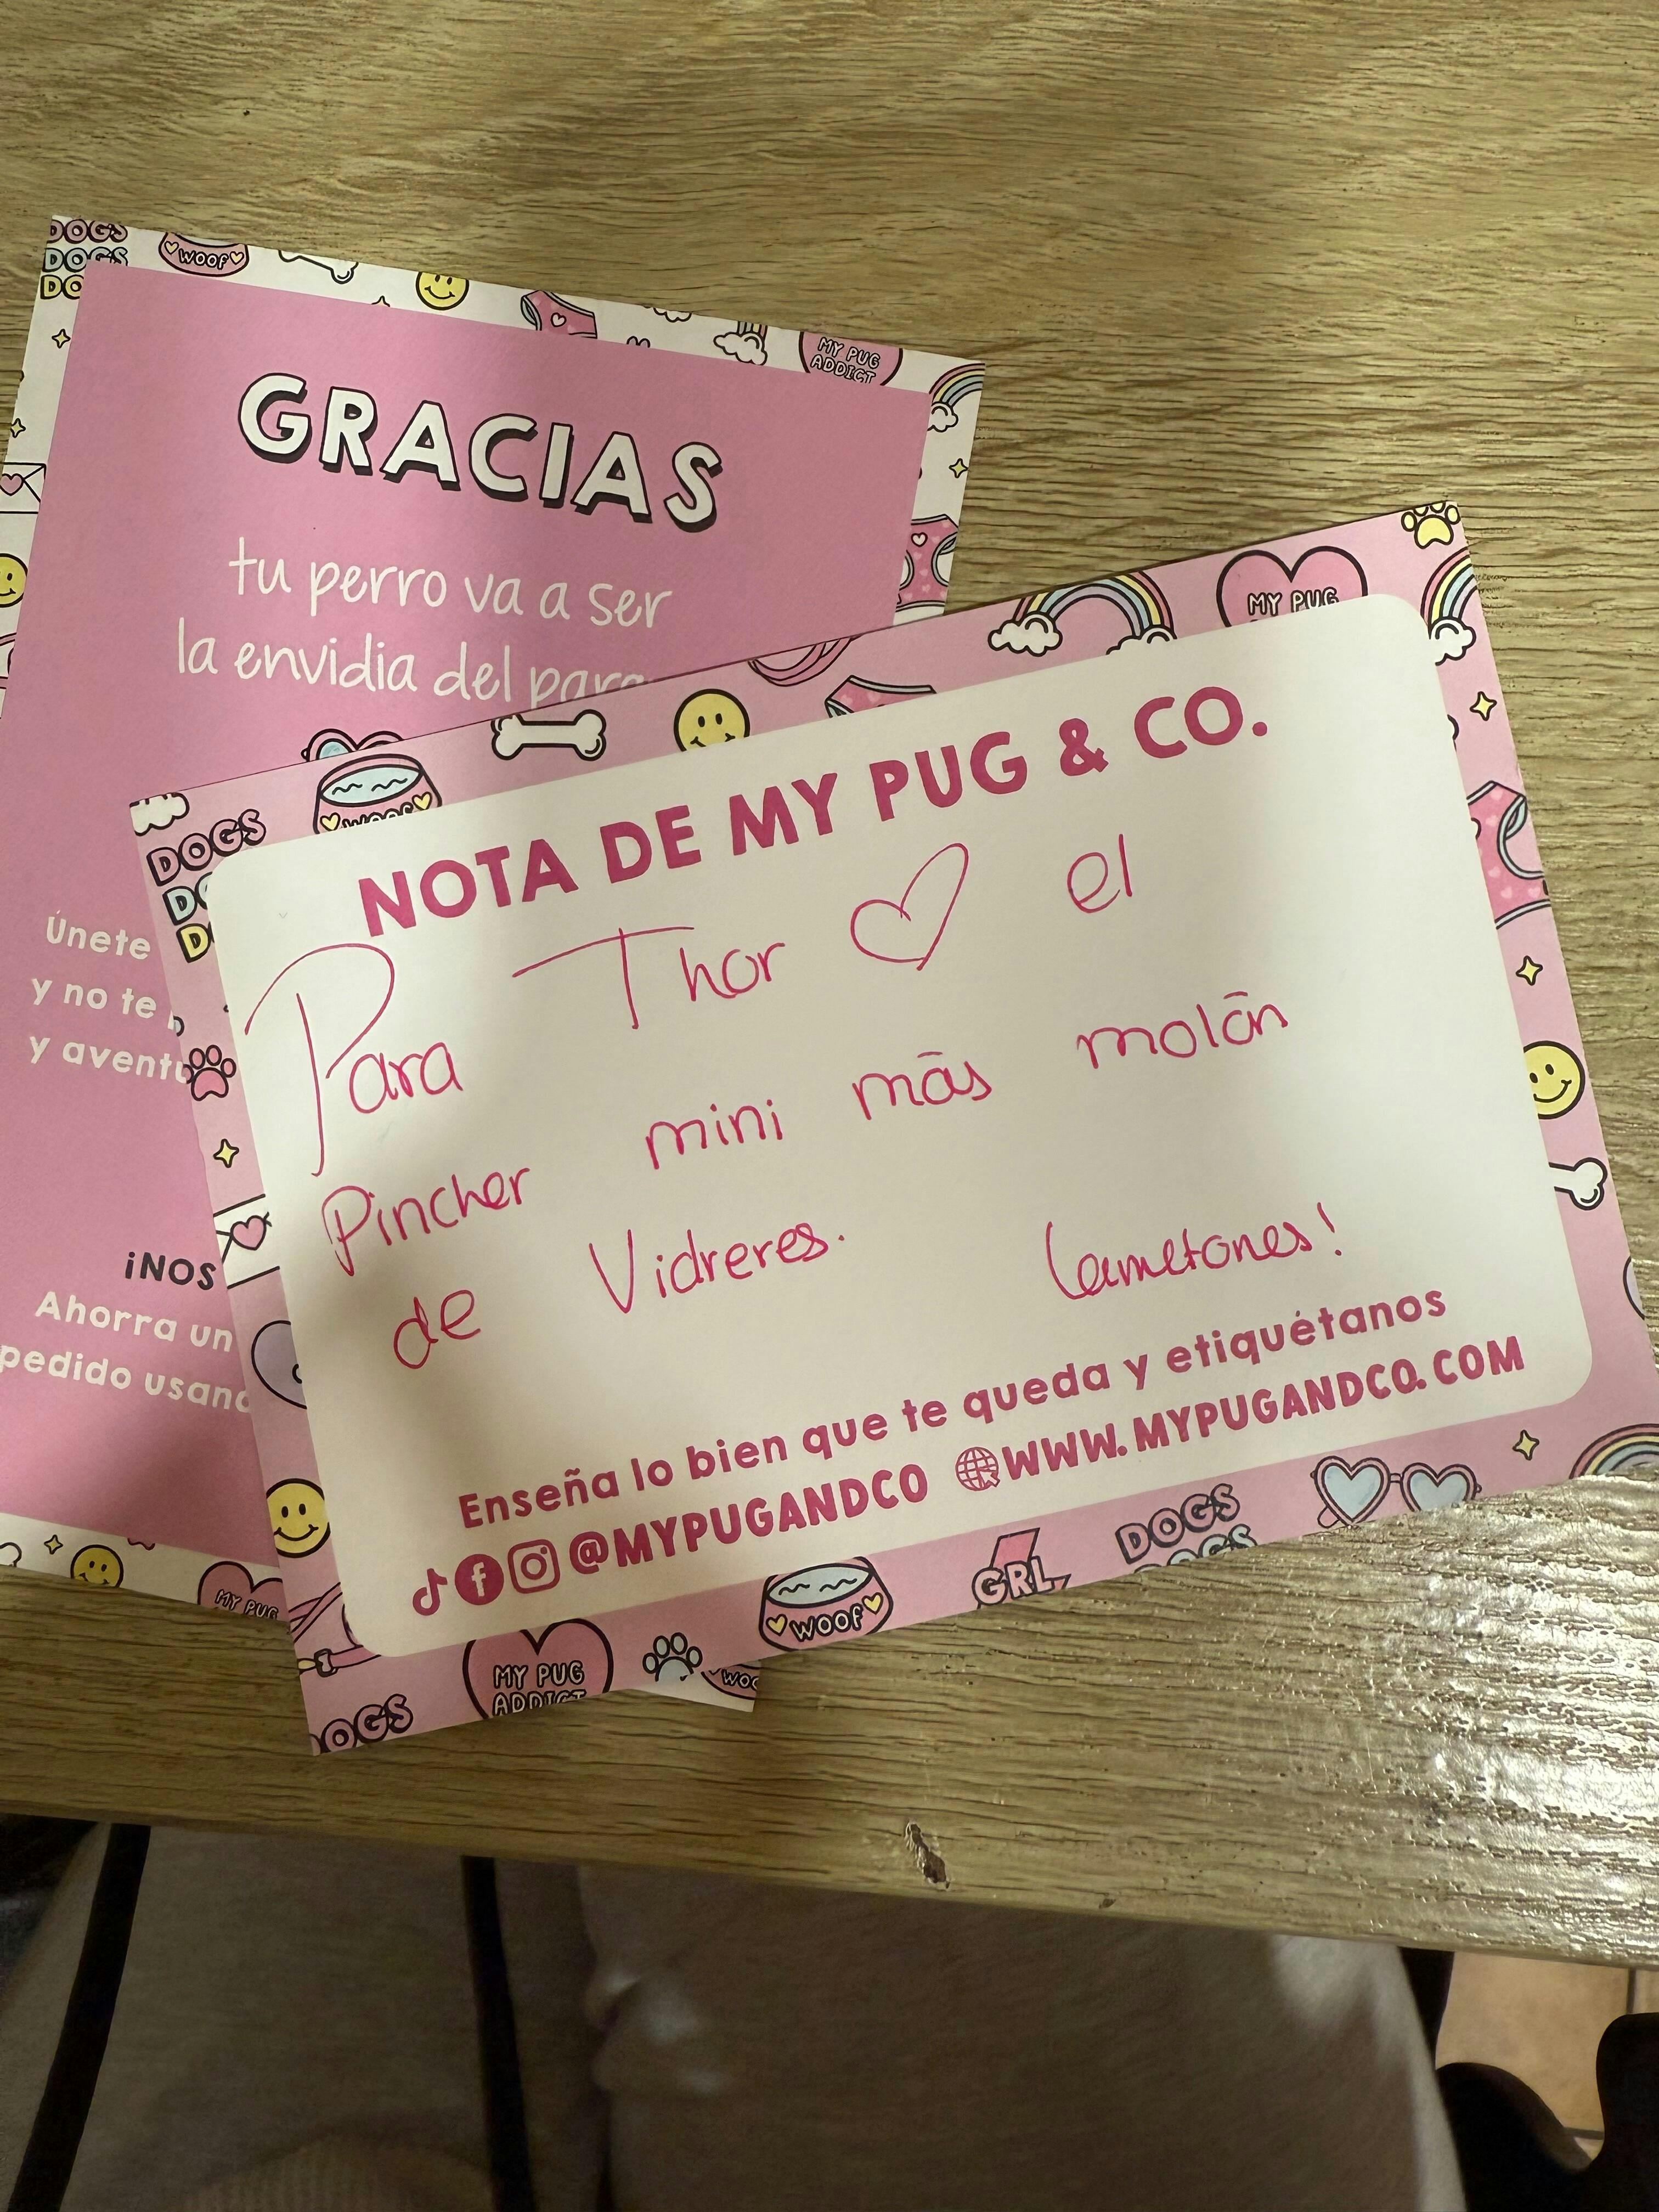 DOGS
DOGS
WOOF
MY PUG
ADDICT
GRACIAS
tu perro va a ser
la envidia del
Únete
y no te
y
¡NOS
Ahorra un
pedido
MY PUG
DOGS
WOOF
MY PUG
NOTA DE MY PUG & CO.
Para Thor el
Pincher mini más molón
de Vidreres. Lametones!
Enseña lo bien que te queda y etiquétanos
@MYPUGANDCO WWW.MYPUGANDCO.COM
WOOF
GRL
DOGS
DOGS
MY PUG
ADDICT